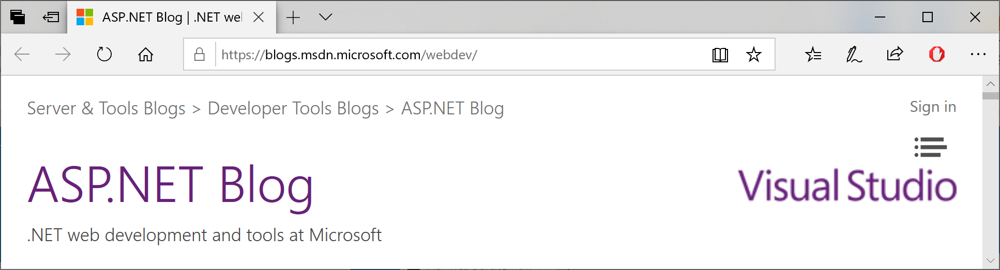 ASP.NET Blog | .NET we
https://blogs.msdn.microsoft.com/webdev/
Server & Tools Blogs > Developer Tools Blogs > ASP.NET Blog
Sign in
ASP.NET Blog
Visual Studio
.NET web development and tools at Microsoft